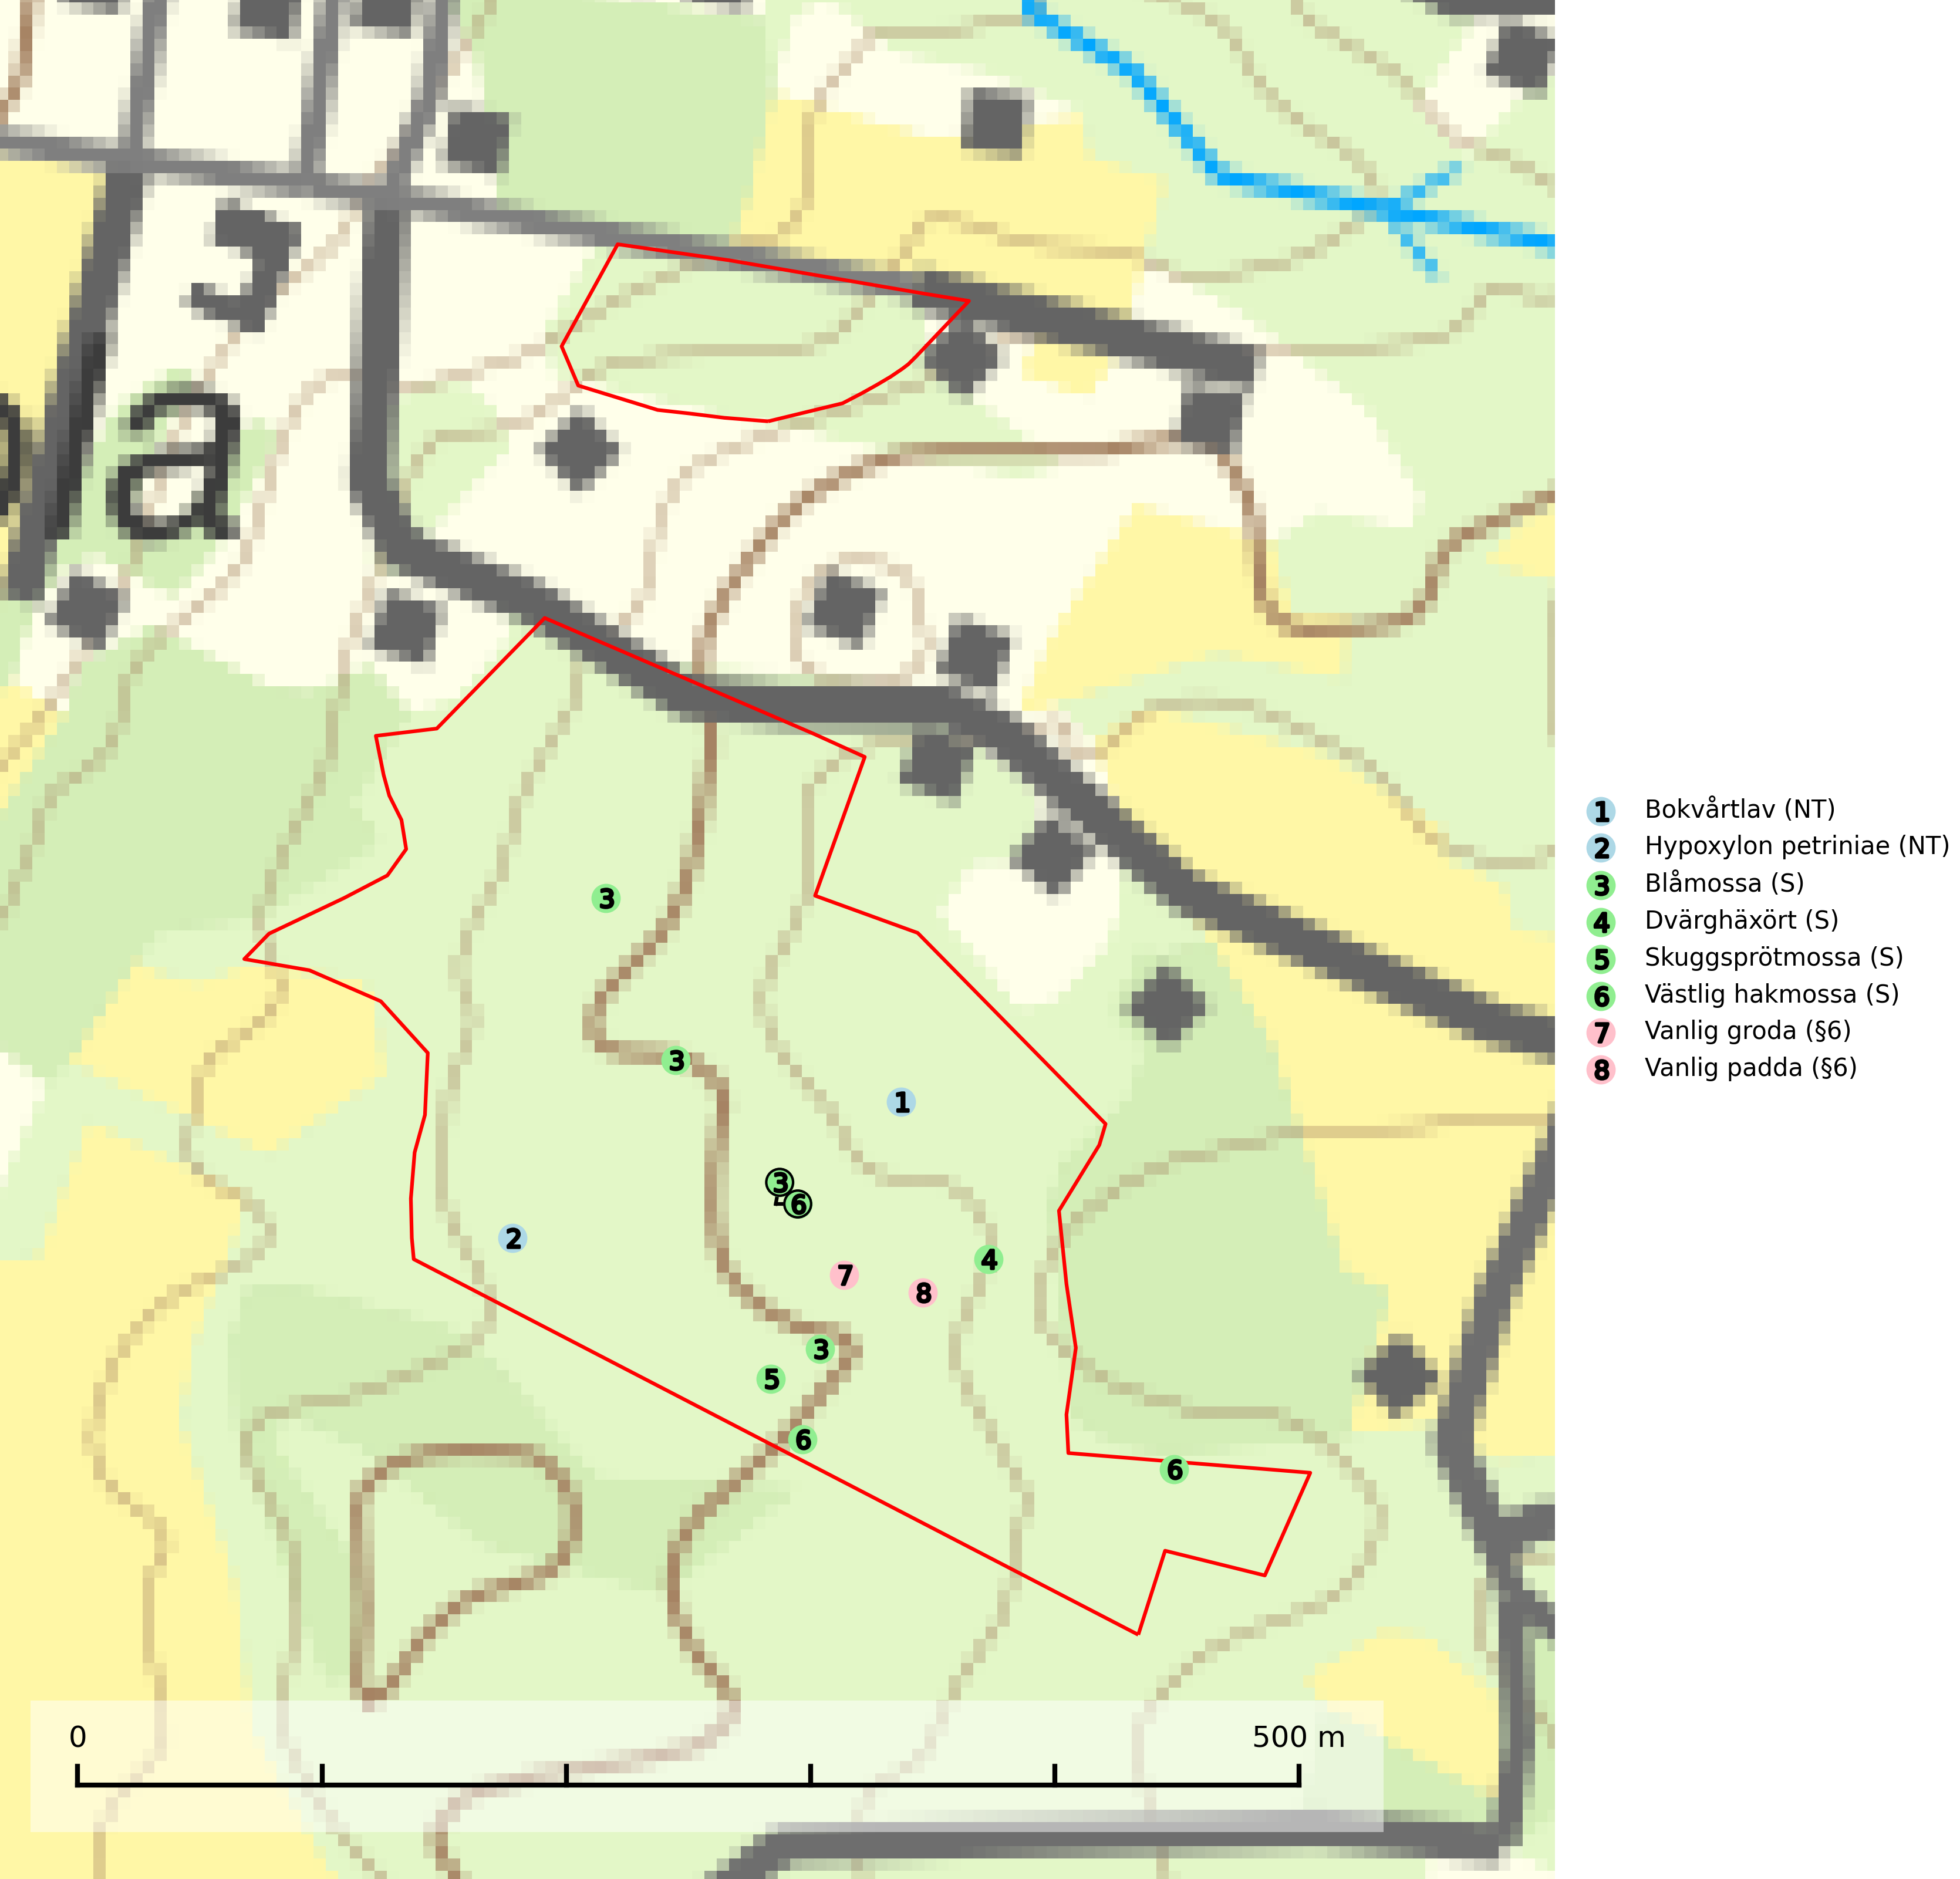 a
3
3
1
3
6
2
4
7
8
3
5
6
6
0 500 m
1 Bokvårtlav (NT)
2 Hypoxylon petriniae (NT)
3 Blåmossa (S)
4 Dvärghäxört (S)
5 Skuggsprötmossa (S)
6 Västlig hakmossa (S)
7 Vanlig groda (§6)
8 Vanlig padda (§6)